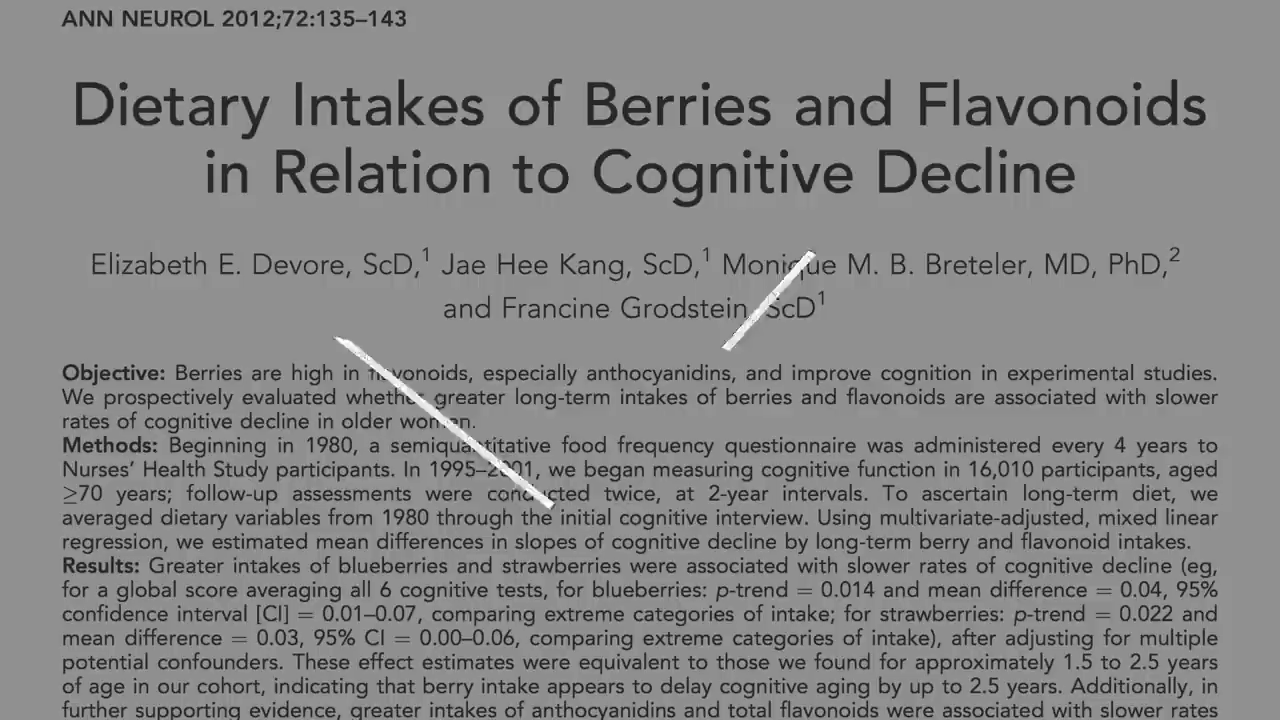 ANN NEUROL 2012;72:135–143
Dietary Intakes of Berries and Flavonoids
in Relation to Cognitive Decline
Elizabeth E. Devore, ScD,1 Jae Hee Kang, ScD,1 Monique M. B. Breteler, MD, PhD,2
and Francine Grodstein, ScD1
Objective: Berries are high in flavonoids, especially anthocyanidins, and improve cognition in experimental studies.
We prospectively evaluated whether greater long-term intakes of berries and flavonoids are associated with slower
rates of cognitive decline in older women.
Methods: Beginning in 1980, a semiquantitative food frequency questionnaire was administered every 4 years to
Nurses’ Health Study participants. In 1995–2001, we began measuring cognitive function in 16,010 participants, aged
≥70 years; follow-up assessments were conducted twice, at 2-year intervals. To ascertain long-term diet, we
averaged dietary variables from 1980 through the initial cognitive interview. Using multivariate-adjusted, mixed linear
regression, we estimated mean differences in slopes of cognitive decline by long-term berry and flavonoid intakes.
Results: Greater intakes of blueberries and strawberries were associated with slower rates of cognitive decline (eg,
for a global score averaging all 6 cognitive tests, for blueberries: p-trend = 0.014 and mean difference = 0.04, 95%
confidence interval [CI] = 0.01–0.07, comparing extreme categories of intake; for strawberries: p-trend = 0.022 and
mean difference = 0.03, 95% CI = 0.00–0.06, comparing extreme categories of intake), after adjusting for multiple
potential confounders. These effect estimates were equivalent to those we found for approximately 1.5 to 2.5 years
of age in our cohort, indicating that berry intake appears to delay cognitive aging by up to 2.5 years. Additionally, in
further supporting evidence, greater intakes of anthocyanidins and total flavonoids were associated with slower rates